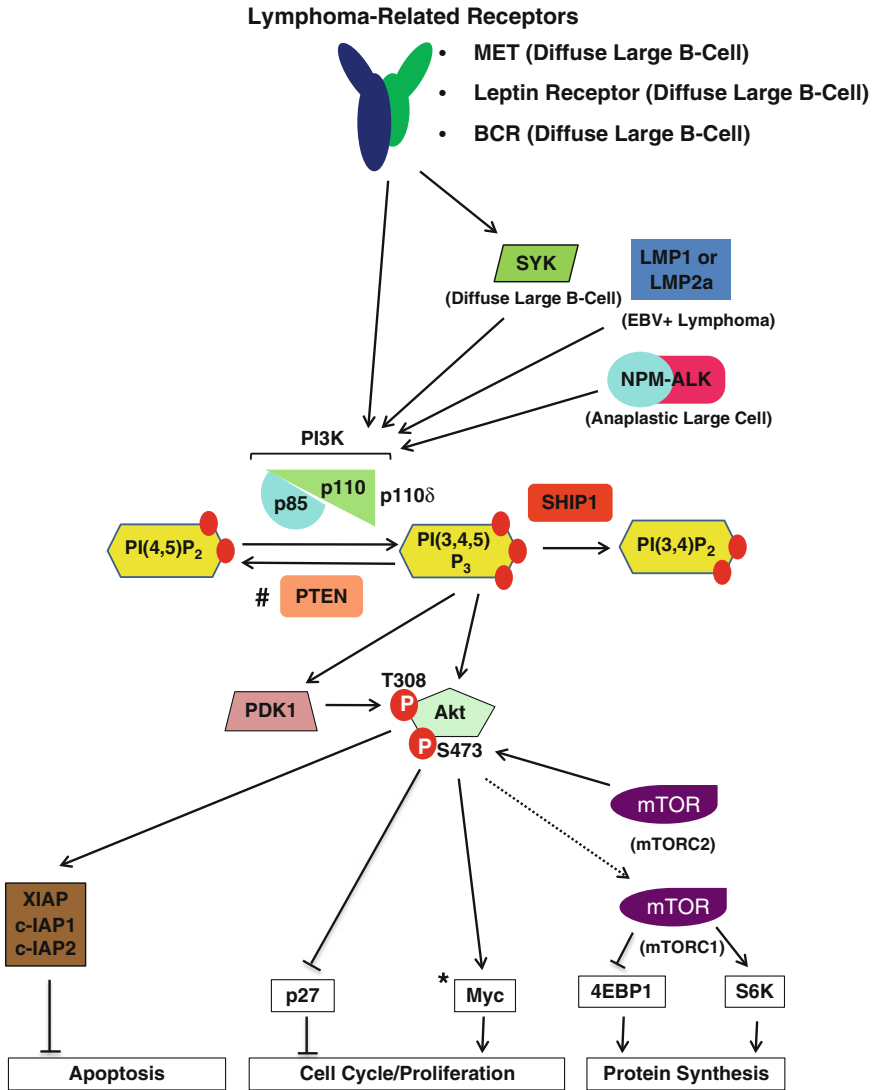 Lymphoma-Related Receptors
• MET (Diffuse Large B-Cell)
• Leptin Receptor (Diffuse Large B-Cell)
• BCR (Diffuse Large B-Cell)
SYK
(Diffuse Large B-Cell)
LMP1 or
LMP2a
(EBV+ Lymphoma)
NPM-ALK
(Anaplastic Large Cell)
PI3K
p85
p110
p110δ
SHIP1
PI(4,5)P2
PI(3,4,5)
P3
PI(3,4)P2
# PTEN
PDK1
T308
P
Akt
P
S473
mTOR
(mTORC2)
mTOR
(mTORC1)
XIAP
c-IAP1
c-IAP2
p27
* Myc
4EBP1
S6K
Apoptosis
Cell Cycle/Proliferation
Protein Synthesis